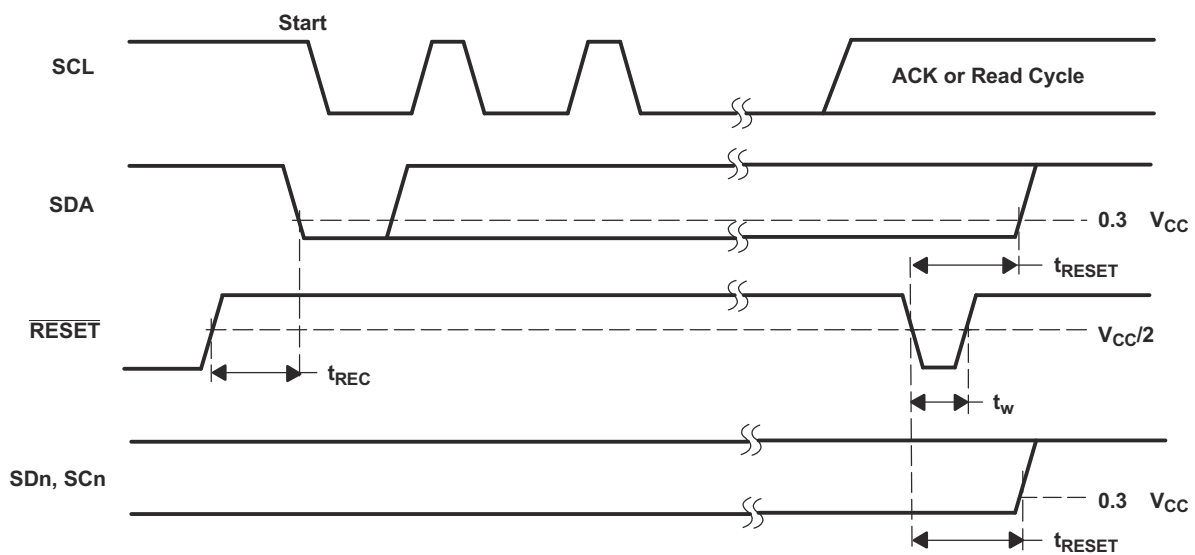 Start
SCL
ACK or Read Cycle
SDA
0.3 VCC
tRESET
RESET
VCC/2
tREC
tw
SDn, SCn
0.3 VCC
tRESET